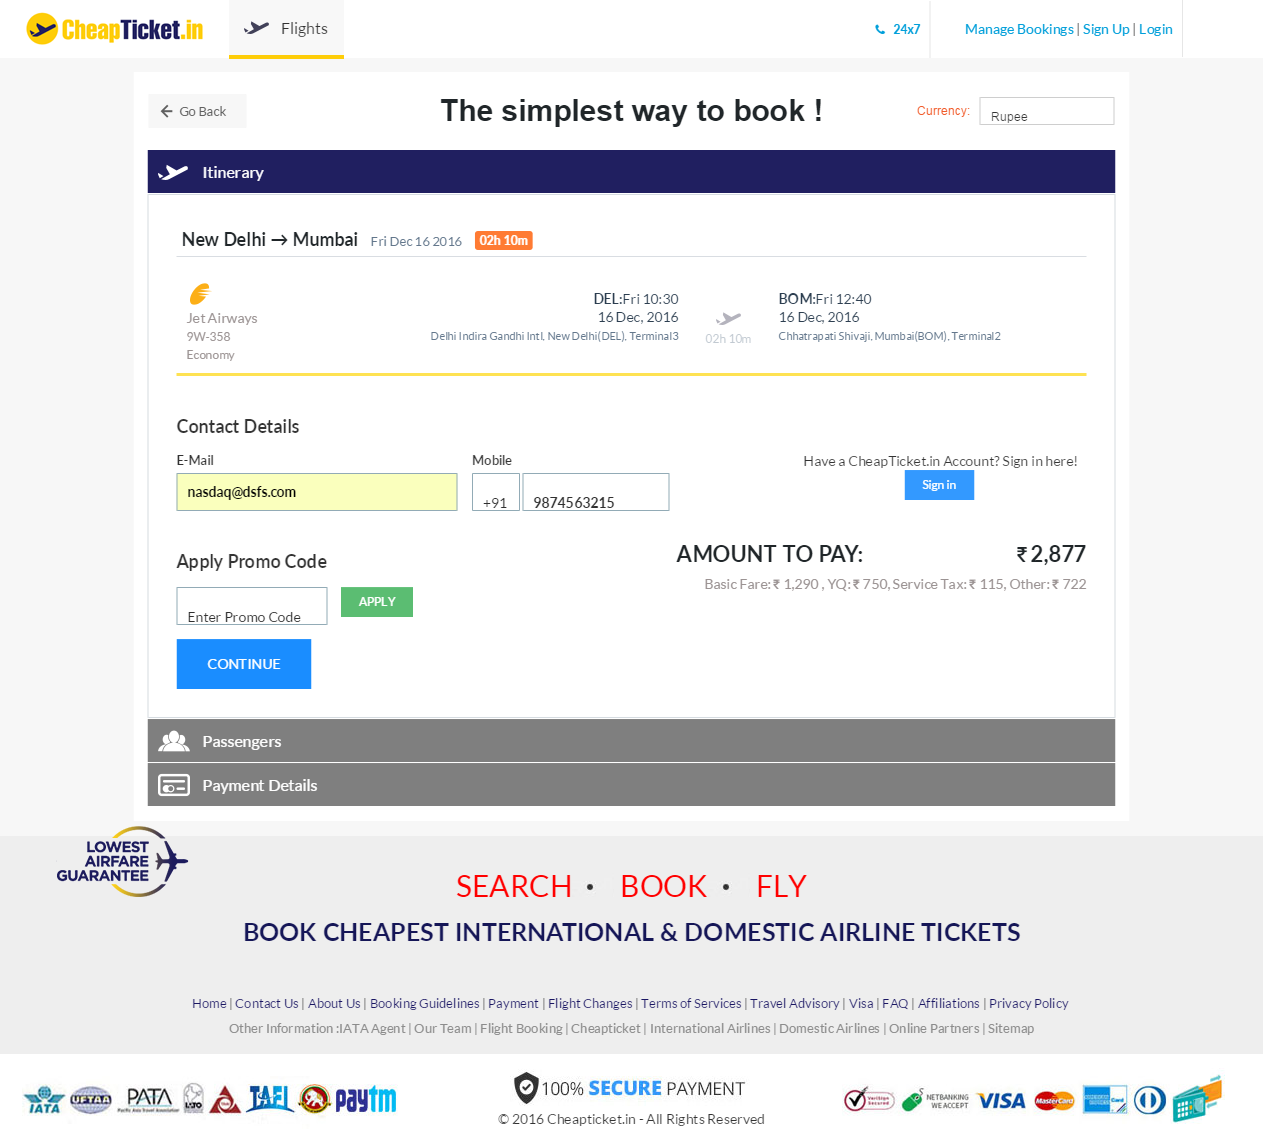 CheapTicket.in
Flights
24x7
Manage Bookings | Sign Up | Login
Go Back
The simplest way to book !
Currency:
Rupee
Itinerary
New Delhi → Mumbai Fri Dec 16 2016 02h 10m
Jet Airways
9W-358
Economy
DEL:Fri 10:30
16 Dec, 2016
Delhi Indira Gandhi Intl, New Delhi(DEL), Terminal3
02h 10m
BOM:Fri 12:40
16 Dec, 2016
Chhatrapati Shivaji, Mumbai(BOM), Terminal2
Contact Details
E-Mail
nasdaq@dsfs.com
Mobile
+91
9874563215
Have a CheapTicket.in Account? Sign in here!
Sign in
Apply Promo Code
Enter Promo Code
APPLY
AMOUNT TO PAY: ₹ 2,877
Basic Fare: ₹ 1,290 , YQ: ₹ 750, Service Tax: ₹ 115, Other: ₹ 722
CONTINUE
Passengers
Payment Details
LOWEST
AIRFARE
GUARANTEE
SEARCH • BOOK • FLY
BOOK CHEAPEST INTERNATIONAL & DOMESTIC AIRLINE TICKETS
Home | Contact Us | About Us | Booking Guidelines | Payment | Flight Changes | Terms of Services | Travel Advisory | Visa | FAQ | Affiliations | Privacy Policy
Other Information :IATA Agent | Our Team | Flight Booking | Cheapticket | International Airlines | Domestic Airlines | Online Partners | Sitemap
IATA
UFTAA
PATA
Pacific Asia Travel Association
TAFI
paytm
100% SECURE PAYMENT
© 2016 Cheapticket.in - All Rights Reserved
VeriSign
Secured
NETBANKING
WE ACCEPT
VISA
MasterCard